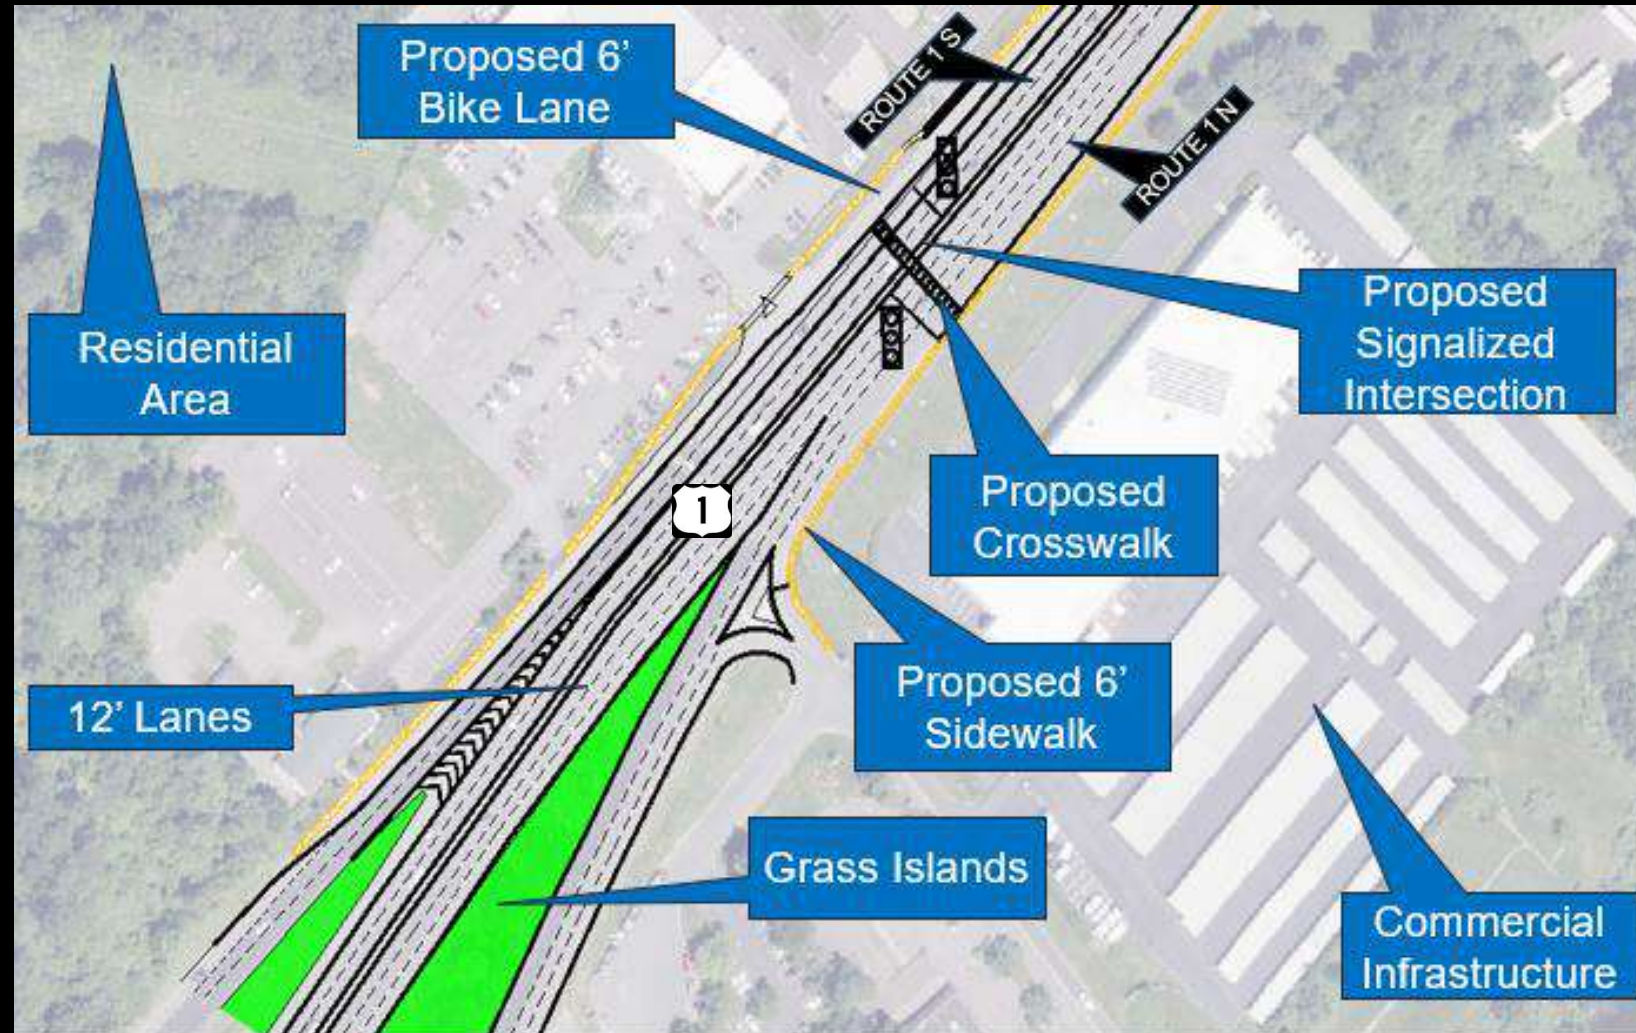 Proposed 6’
Bike Lane
ROUTE 1 S
ROUTE 1 N
Residential
Area
Proposed
Signalized
Intersection
Proposed
Crosswalk
1
12’ Lanes
Proposed 6’
Sidewalk
Grass Islands
Commercial
Infrastructure